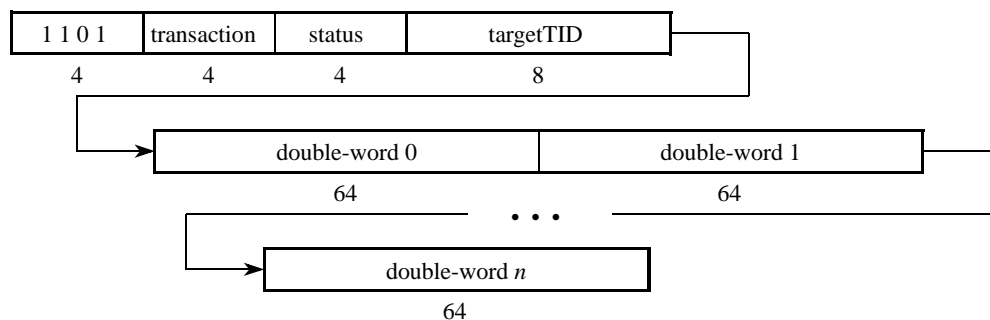 1 1 0 1 transaction status targetTID
4 4 4 8
double-word 0 double-word 1
64 64
• • •
double-word n
64